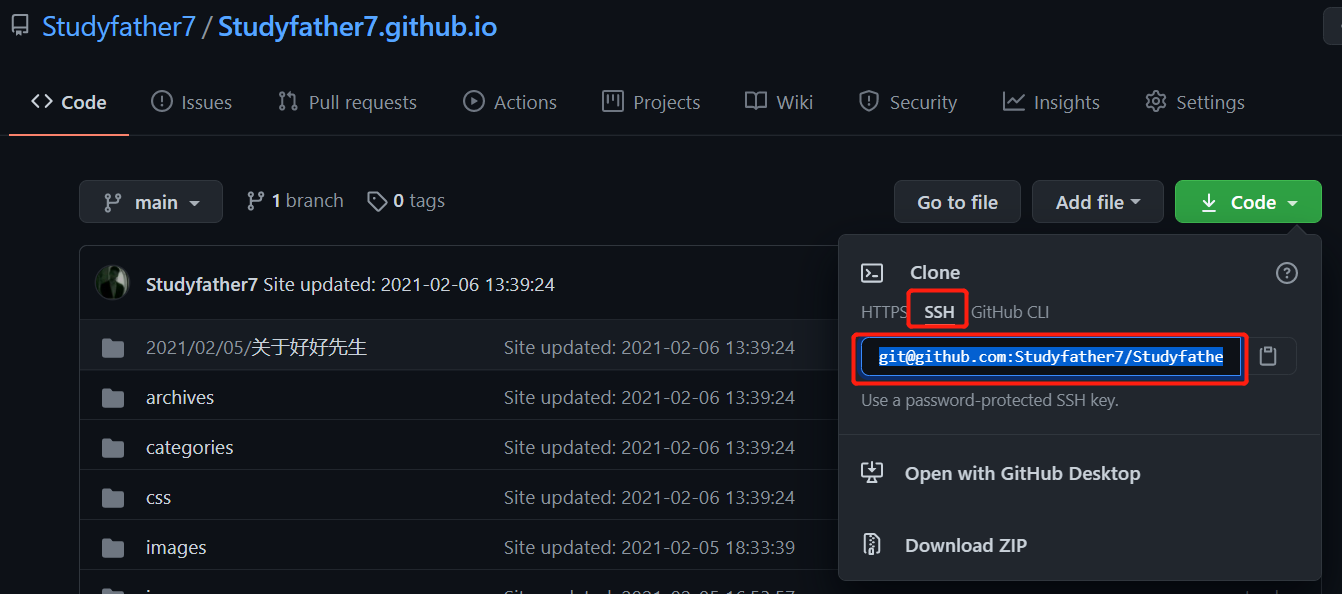 Studyfather7 / Studyfather7.github.io
Code Issues Pull requests Actions Projects Wiki Security Insights Settings
main 1 branch 0 tags Go to file Add file Code
Studyfather7 Site updated: 2021-02-06 13:39:24
2021/02/05/关于好好先生 Site updated: 2021-02-06 13:39:24
archives Site updated: 2021-02-06 13:39:24
categories Site updated: 2021-02-06 13:39:24
css Site updated: 2021-02-06 13:39:24
images Site updated: 2021-02-05 18:33:39
Clone
HTTPS SSH GitHub CLI
git@github.com:Studyfather7/Studyfathe
Use a password-protected SSH key.
Open with GitHub Desktop
Download ZIP